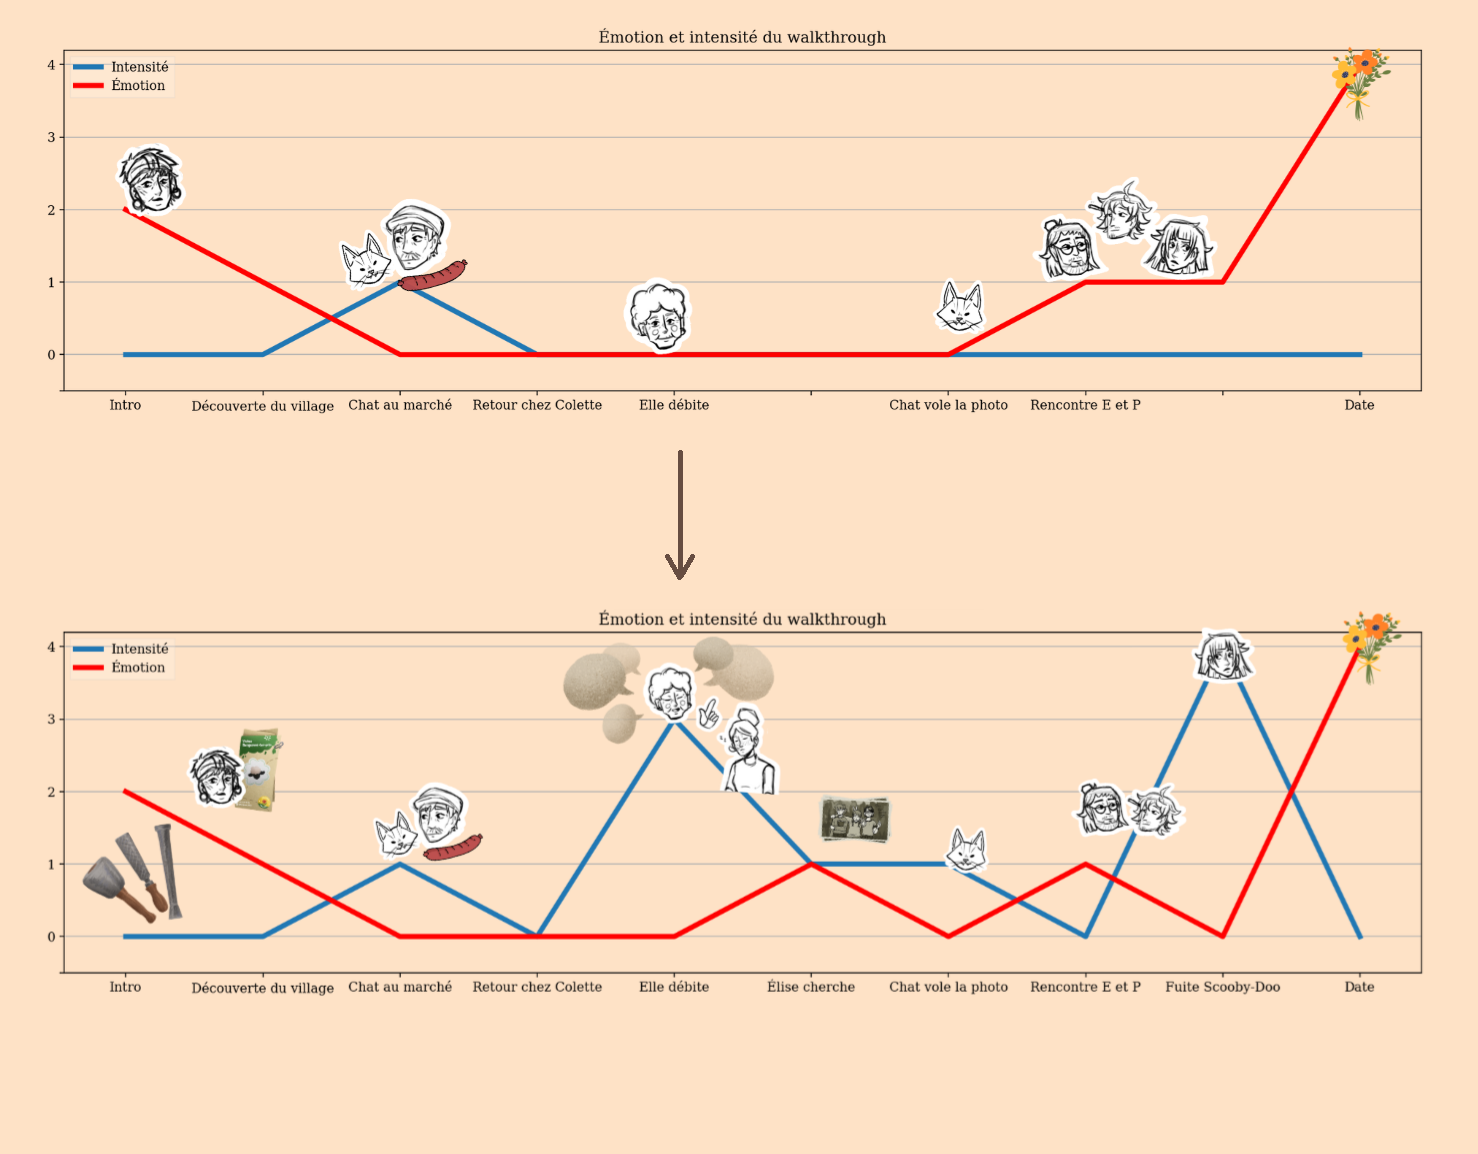 Émotion et intensité du walkthrough
4
3
2
1
0
Intensité
Émotion
Intro
Découverte du village
Chat au marché
Retour chez Colette
Elle débite
Chat vole la photo
Rencontre E et P
Date
Émotion et intensité du walkthrough
4
3
2
1
0
Intensité
Émotion
Intro
Découverte du village
Chat au marché
Retour chez Colette
Elle débite
Élise cherche
Chat vole la photo
Rencontre E et P
Fuite Scooby-Doo
Date